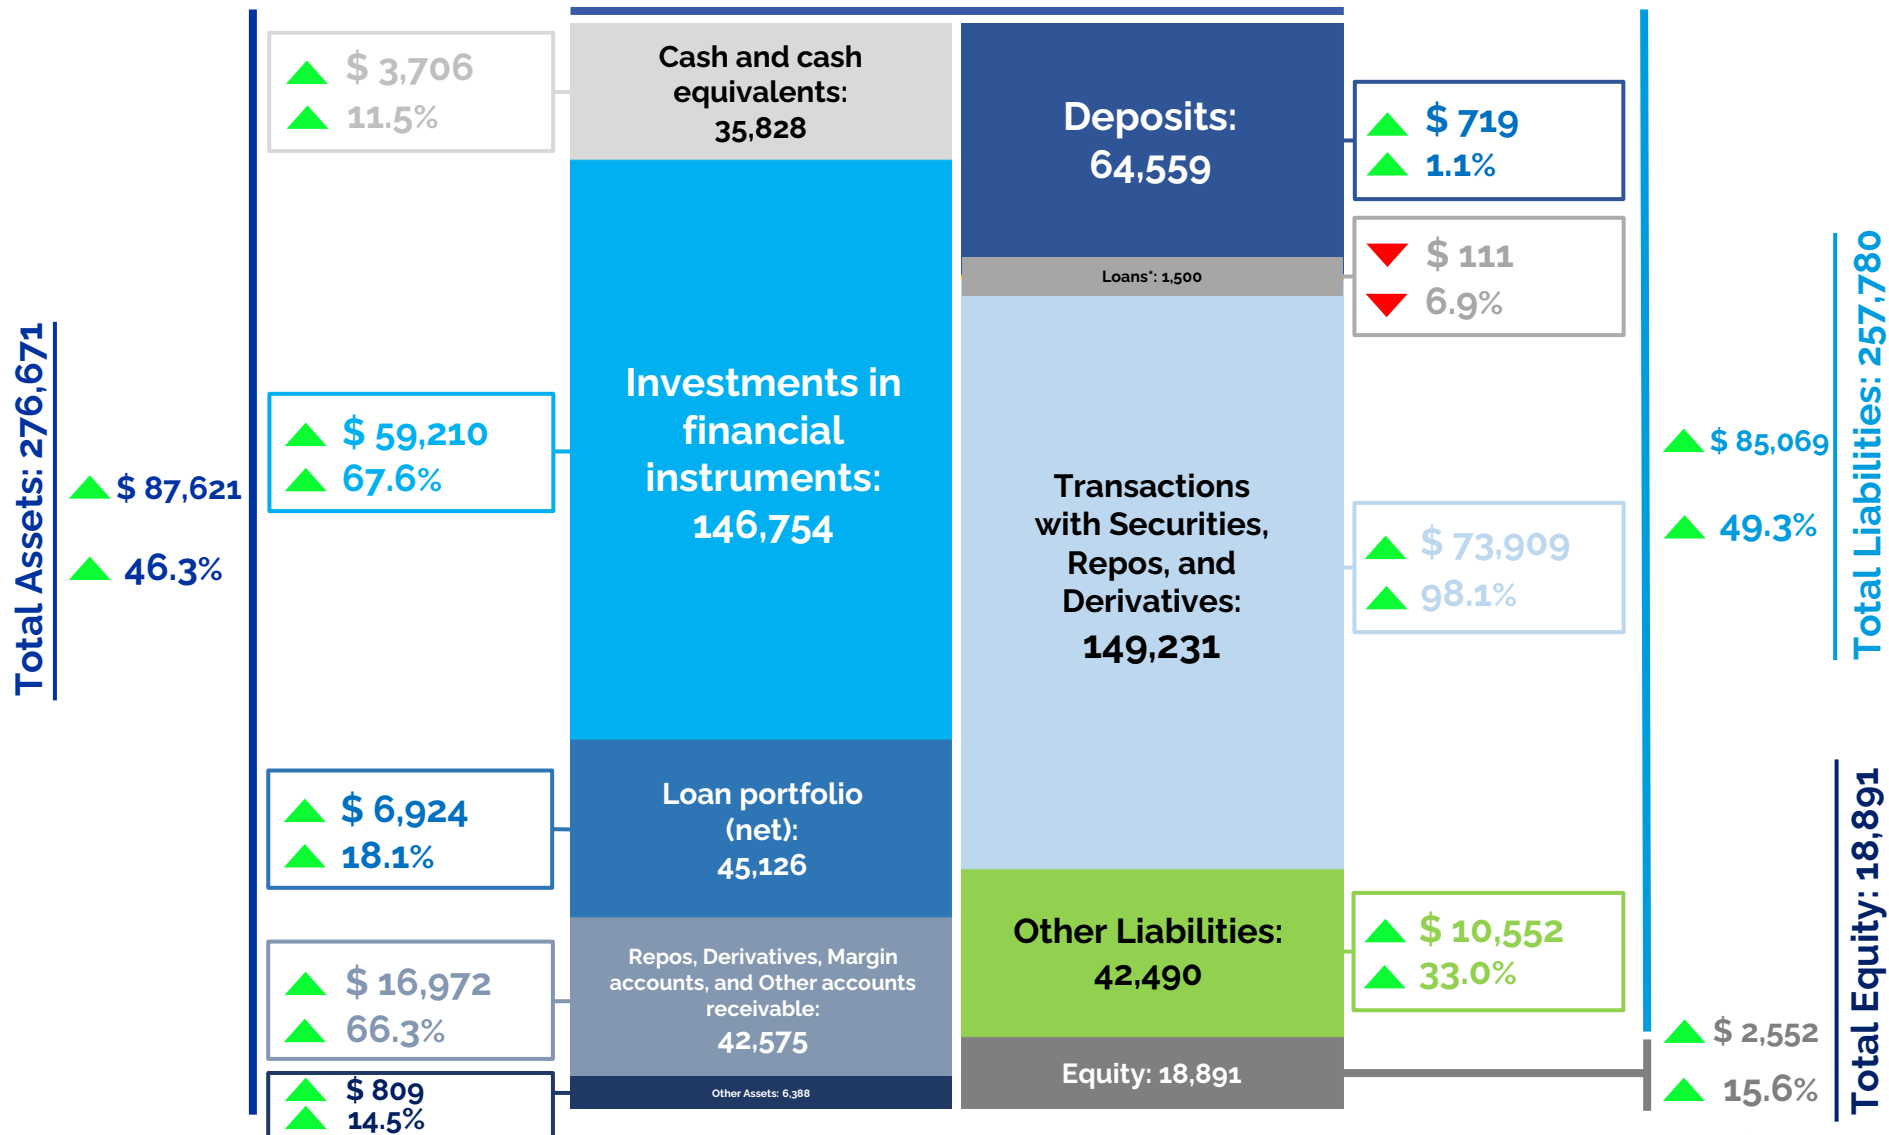 Total Assets: 276,671
$ 87,621
46.3%
$ 3,706
11.5%
$ 59,210
67.6%
$ 6,924
18.1%
$ 16,972
66.3%
$ 809
14.5%
Cash and cash
equivalents:
35,828
Investments in
financial
instruments:
146,754
Loan portfolio
(net):
45,126
Repos, Derivatives, Margin
accounts, and Other accounts
receivable:
42,575
Other Assets: 6,388
Deposits:
64,559
Loans*: 1,500
Transactions
with Securities,
Repos, and
Derivatives:
149,231
Other Liabilities:
42,490
Equity: 18,891
$ 719
1.1%
$ 111
6.9%
$ 73,909
98.1%
$ 10,552
33.0%
$ 85,069
49.3%
Total Liabilities: 257,780
$ 2,552
15.6%
Total Equity: 18,891